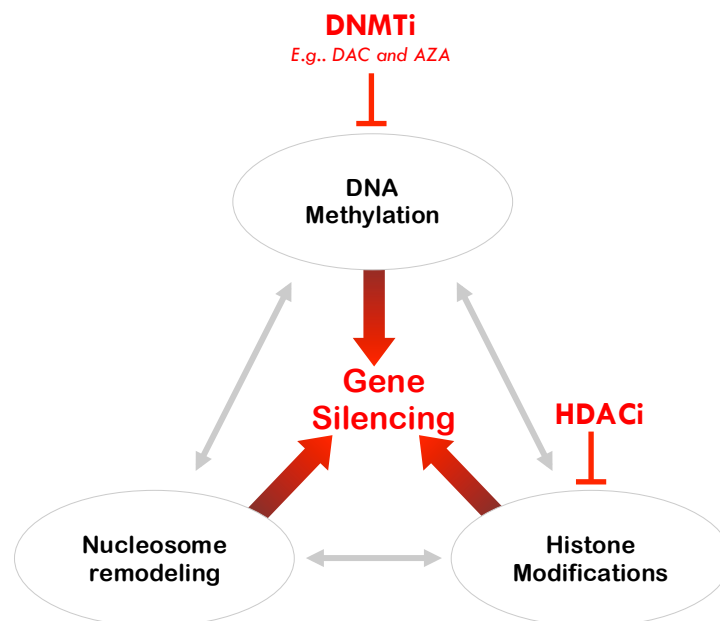 DNMTi
E.g.. DAC and AZA
DNA
Methylation
Gene
Silencing
HDACi
Nucleosome
remodeling
Histone
Modifications